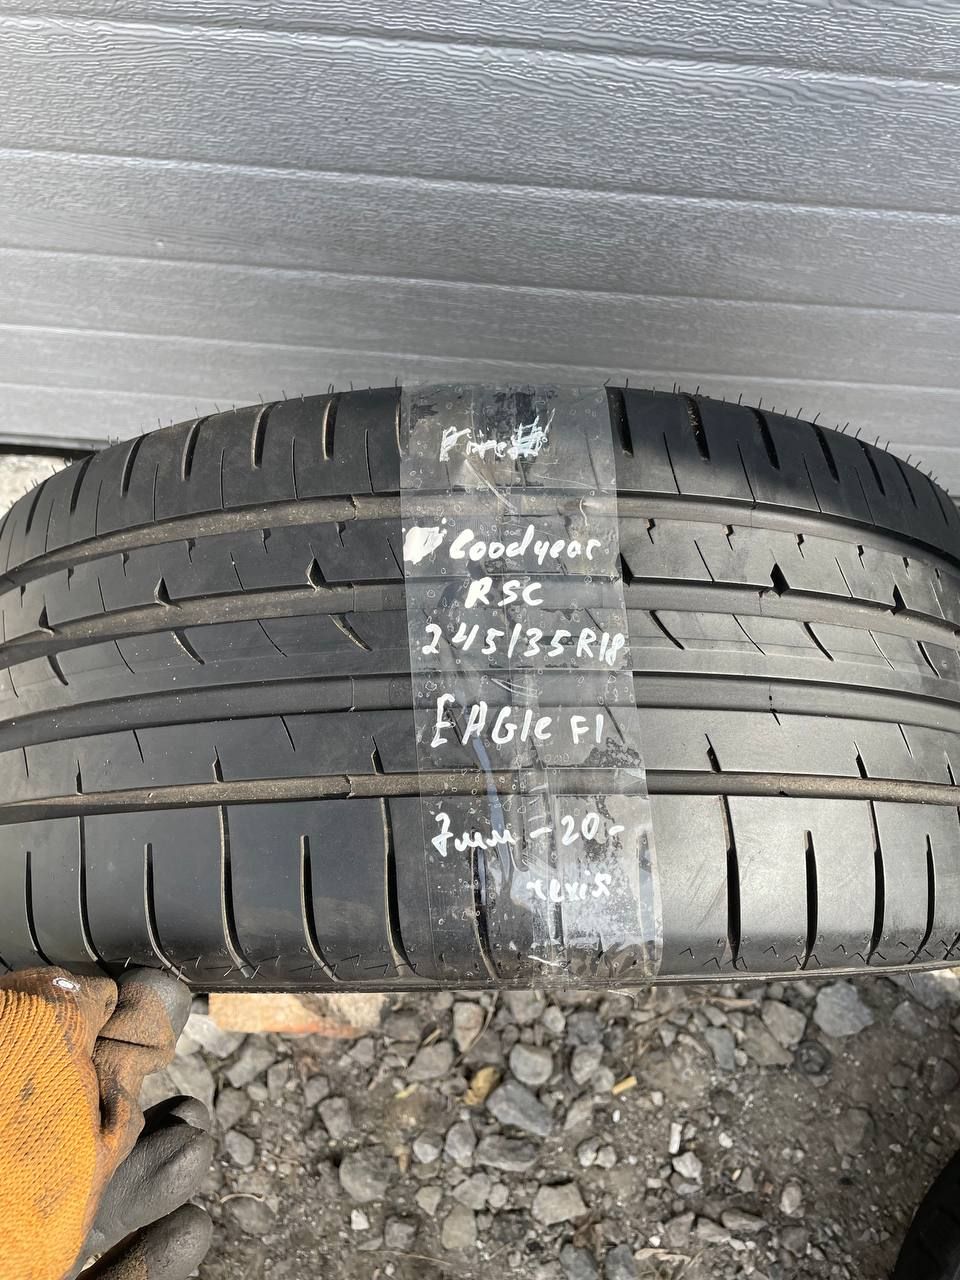 Goodyear
RSC
245/35R18
EAGlE F1
7мм-20-